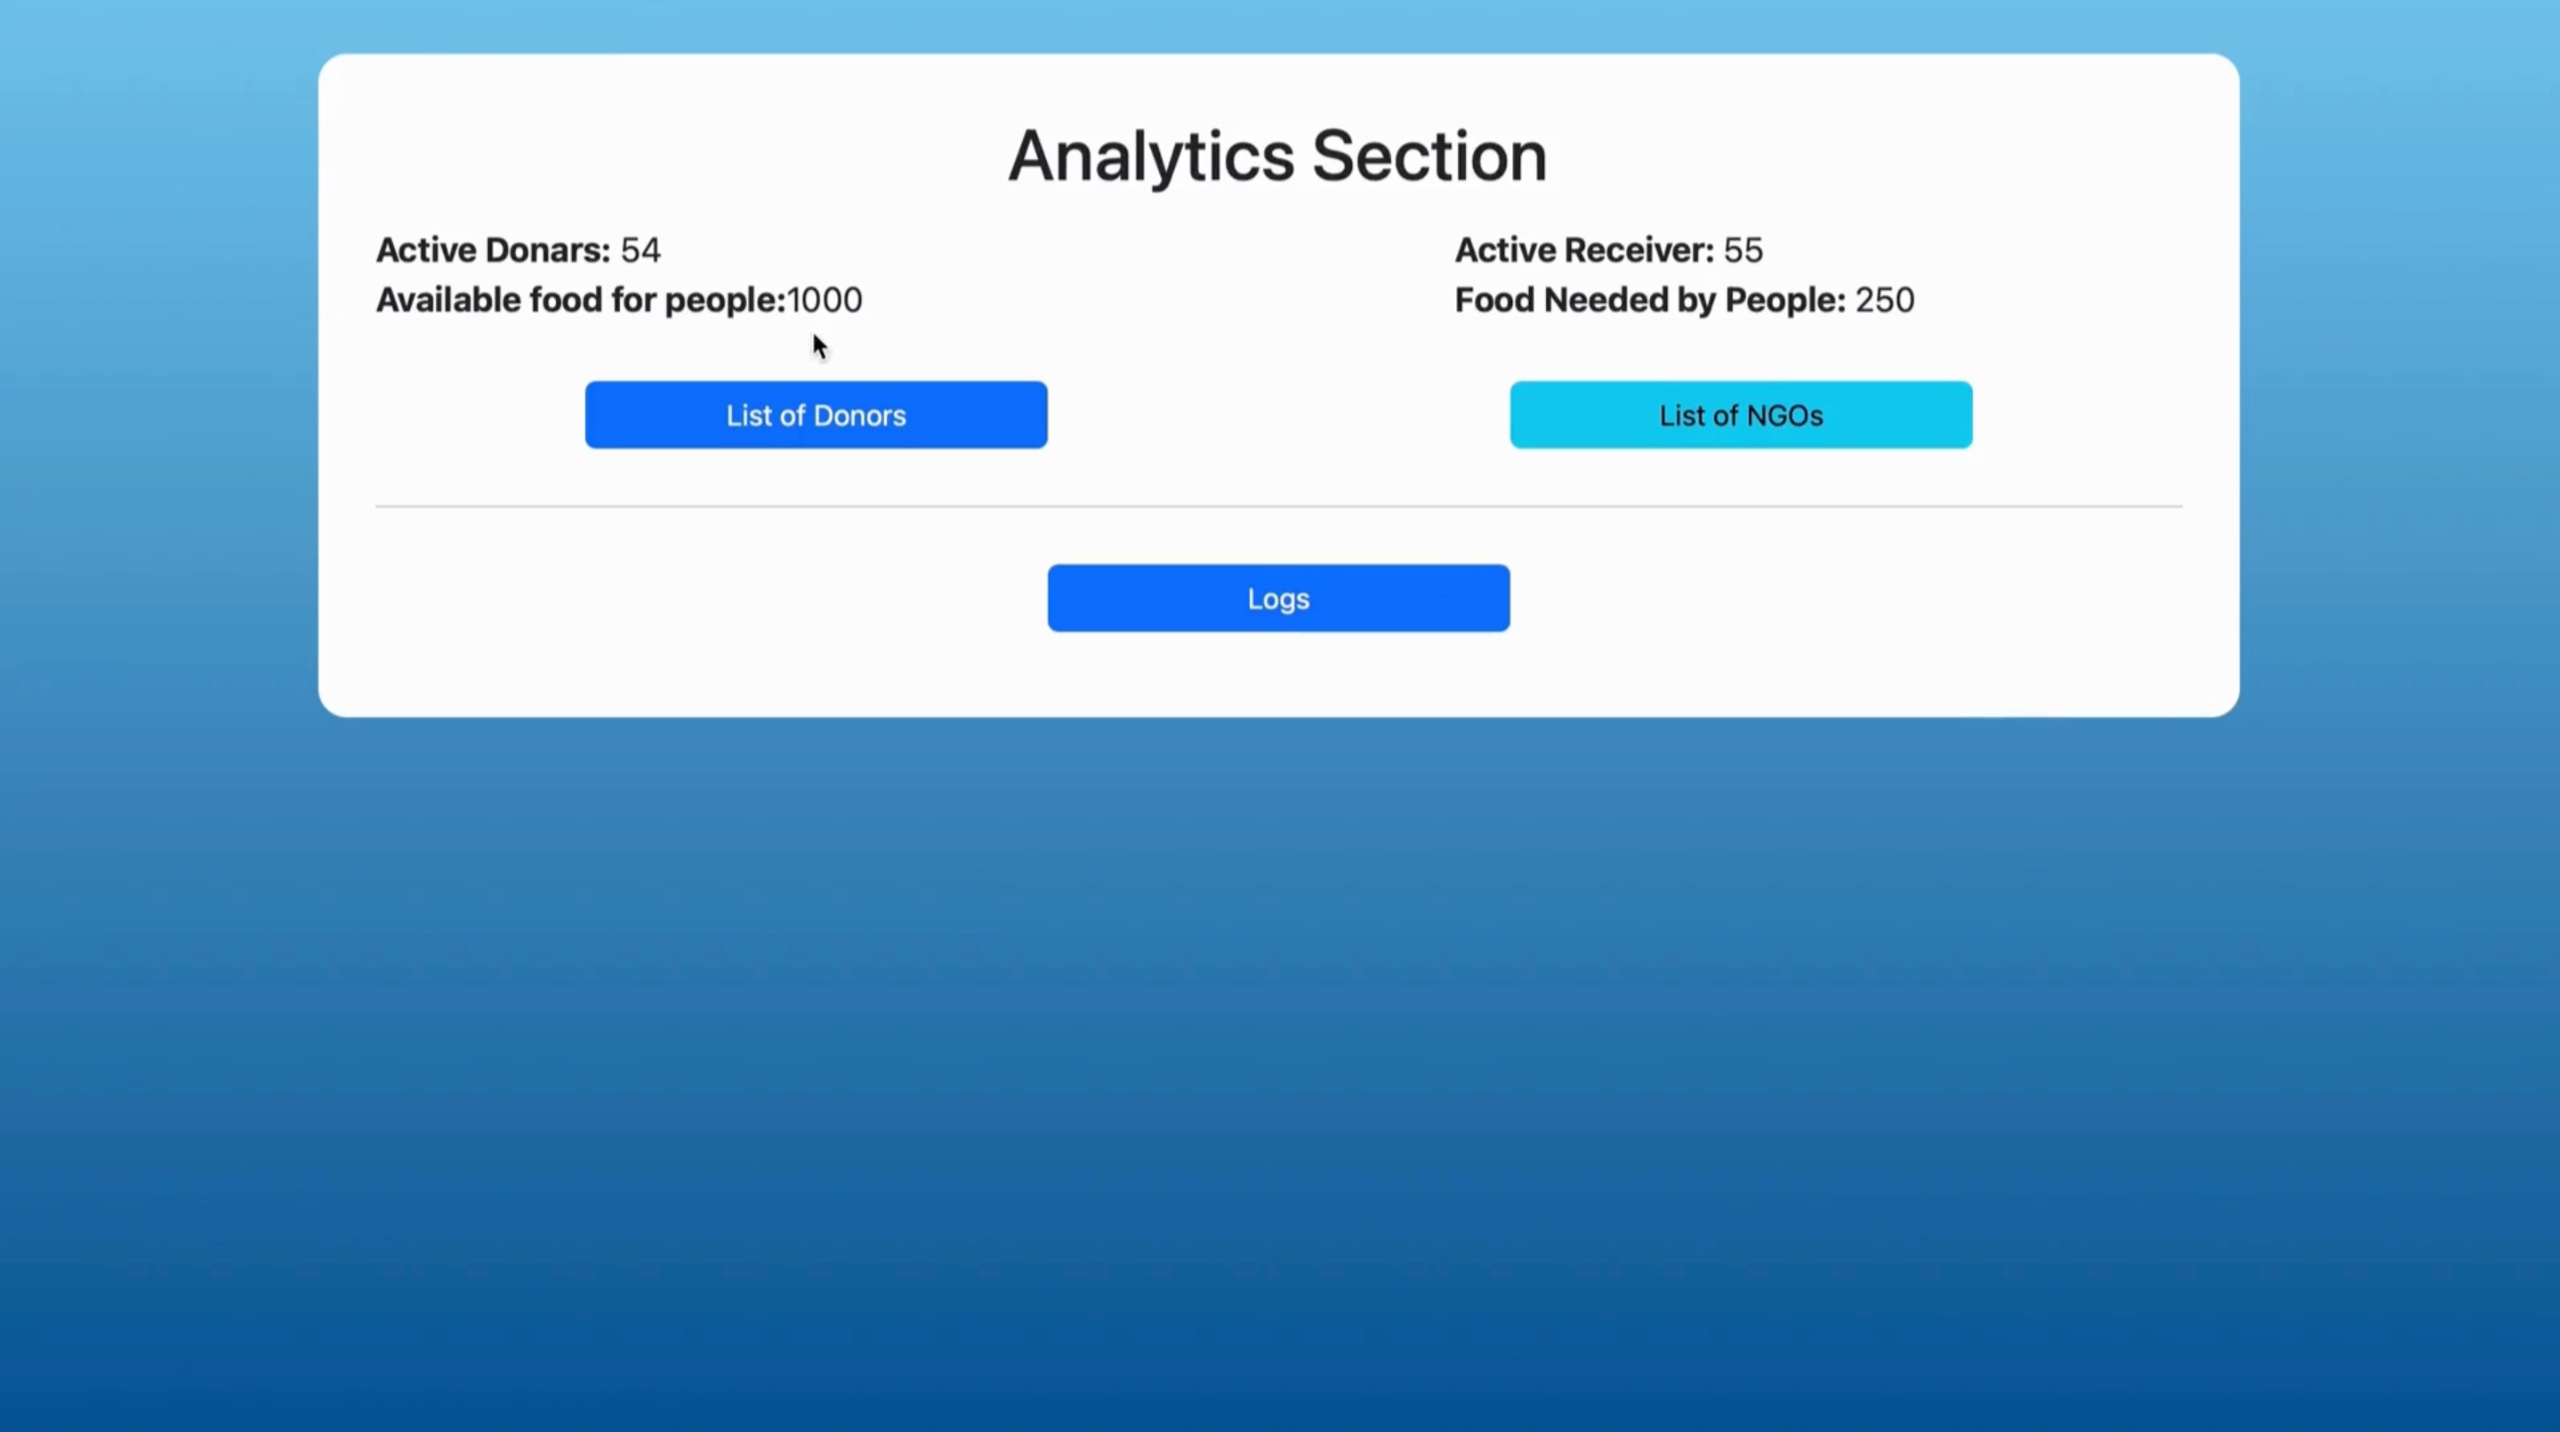 Analytics Section
Active Donars: 54
Available food for people:1000
Active Receiver: 55
Food Needed by People: 250
List of Donors
List of NGOs
Logs